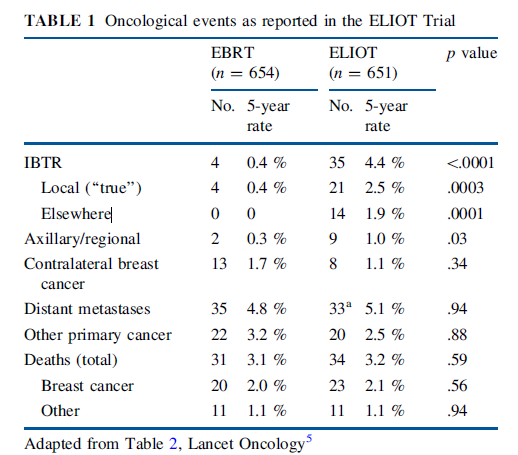 TABLE 1 Oncological events as reported in the ELIOT Trial
EBRT ELIOT p value
(n = 654) (n = 651)
No. 5-year No. 5-year
rate rate
IBTR 4 0.4 % 35 4.4 % <.0001
Local (“true”) 4 0.4 % 21 2.5 % .0003
Elsewhere 0 0 14 1.9 % .0001
Axillary/regional 2 0.3 % 9 1.0 % .03
Contralateral breast 13 1.7 % 8 1.1 % .34
cancer
Distant metastases 35 4.8 % 33a 5.1 % .94
Other primary cancer 22 3.2 % 20 2.5 % .88
Deaths (total) 31 3.1 % 34 3.2 % .59
Breast cancer 20 2.0 % 23 2.1 % .56
Other 11 1.1 % 11 1.1 % .94
Adapted from Table 2, Lancet Oncology5